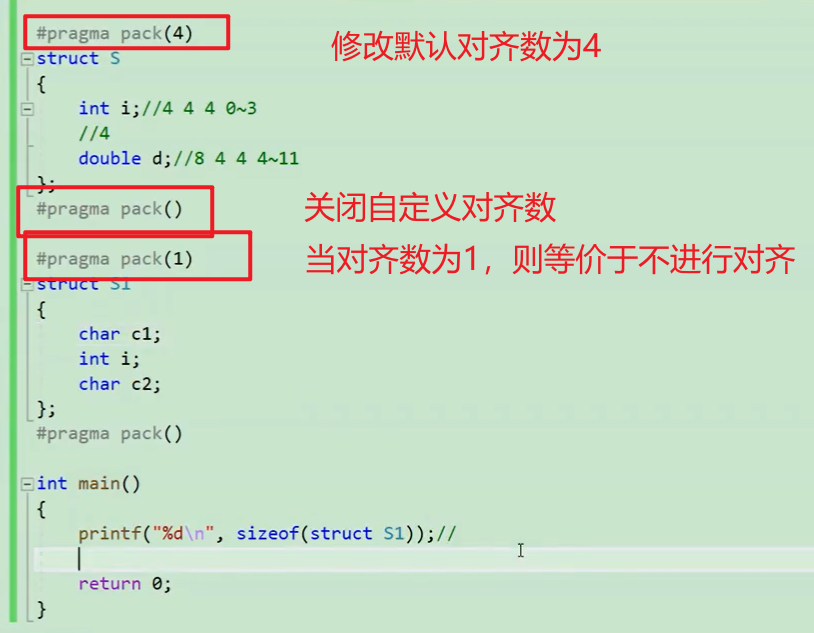 #pragma pack(4)
修改默认对齐数为4
struct S
{
int i;//4 4 4 0~3
//4
double d;//8 4 4 4~11
};
#pragma pack()
关闭自定义对齐数
#pragma pack(1)
当对齐数为1，则等价于不进行对齐
struct S1
{
char c1;
int i;
char c2;
};
#pragma pack()
int main()
{
printf("%d\n", sizeof(struct S1));//
return 0;
}